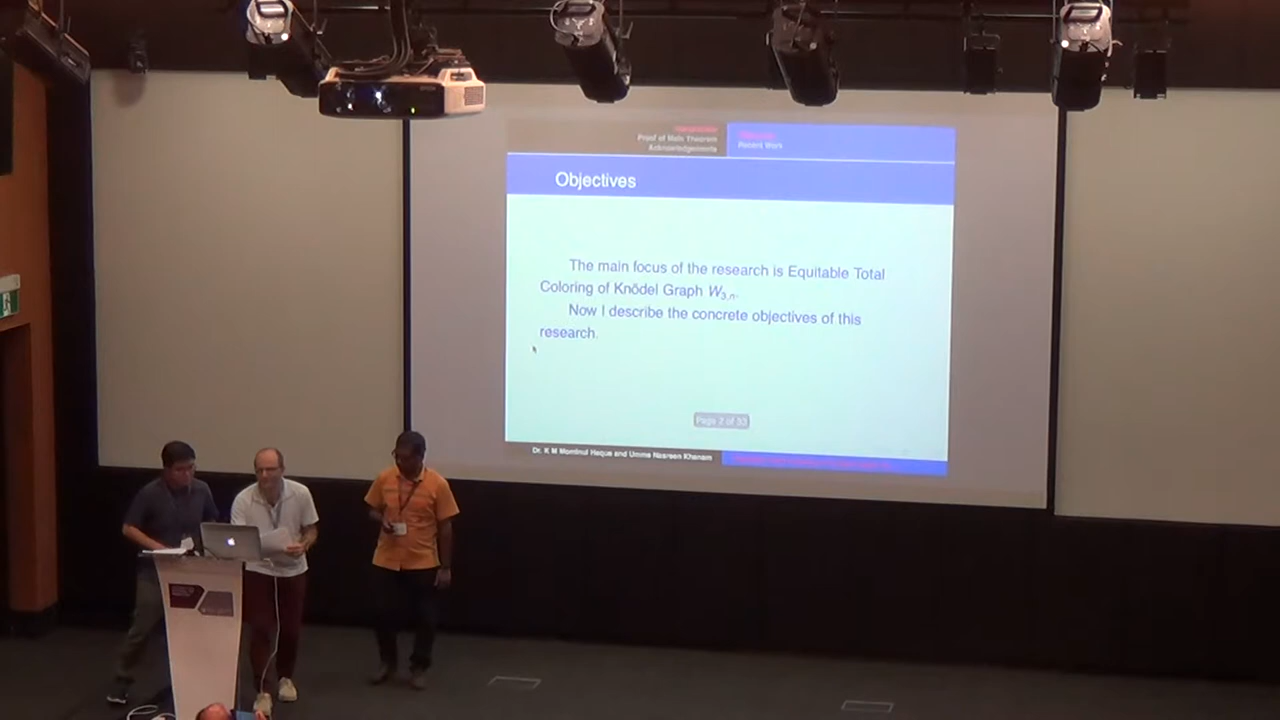 Proof of Main Theorem
Acknowledgements
Recent Work
Objectives
The main focus of the research is Equitable Total
Coloring of Knödel Graph W3,n.
Now I describe the concrete objectives of this
research.
Page 2 of 33
Dr. K M Mominul Haque and Umme Nasreen Khanam